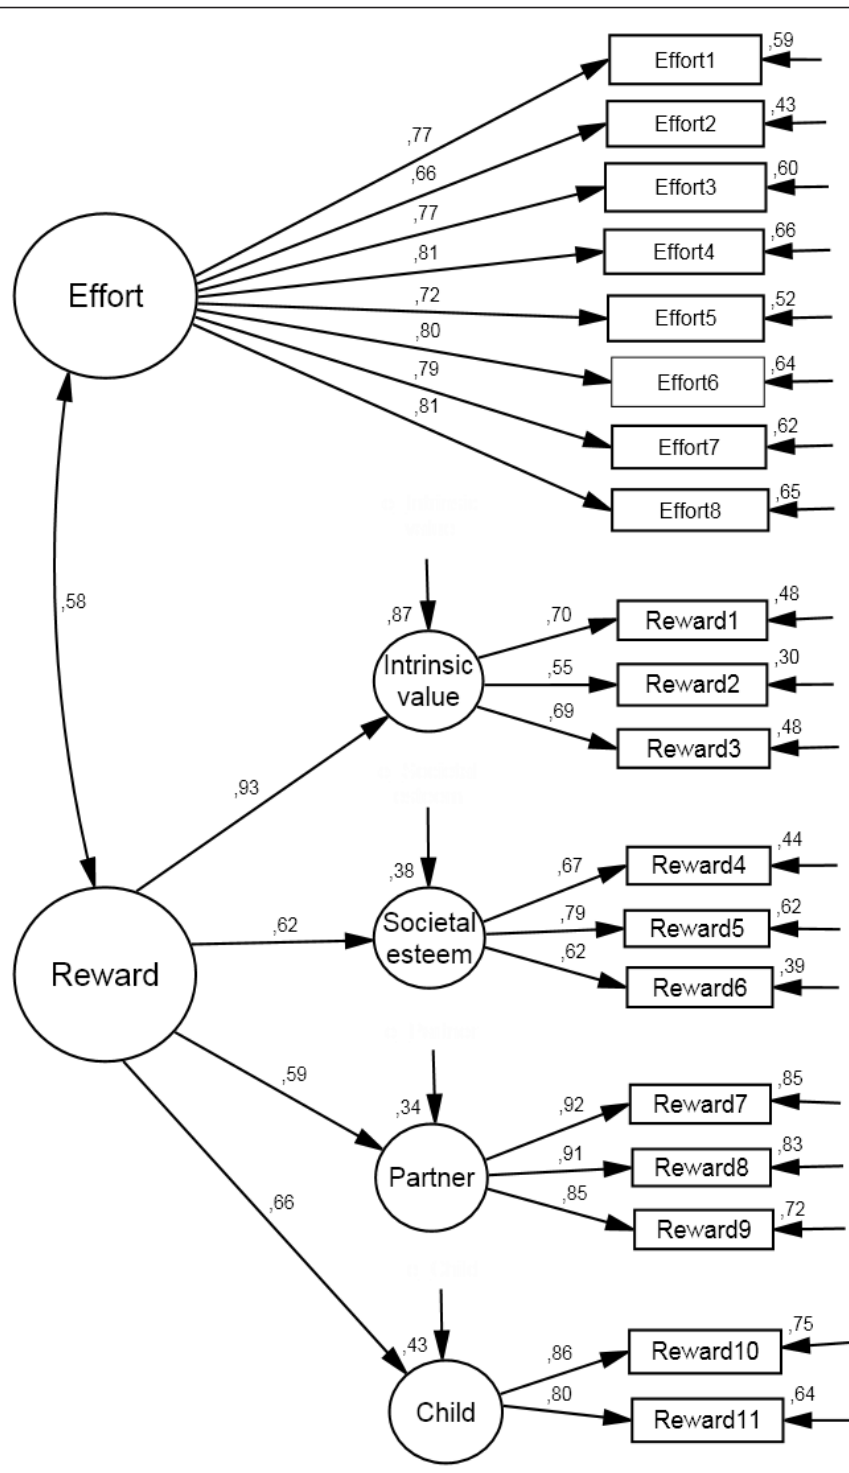 ,59
Effort1
,43
Effort2
,77
,66
,60
Effort3
,77
,66
Effort4
,81
Effort
,72
,52
Effort5
,80
,64
Effort6
,79
,81
,62
Effort7
,65
Effort8
,58
,87
Intrinsic
value
,70
,48
Reward1
,55
,30
Reward2
,69
,48
Reward3
,93
,38
Societal
esteem
,67
,44
Reward4
,79
,62
Reward5
,62
,62
,39
Reward6
Reward
,59
,34
Partner
,92
,85
Reward7
,91
,83
Reward8
,85
,72
Reward9
,66
,43
Child
,86
,75
Reward10
,80
,64
Reward11